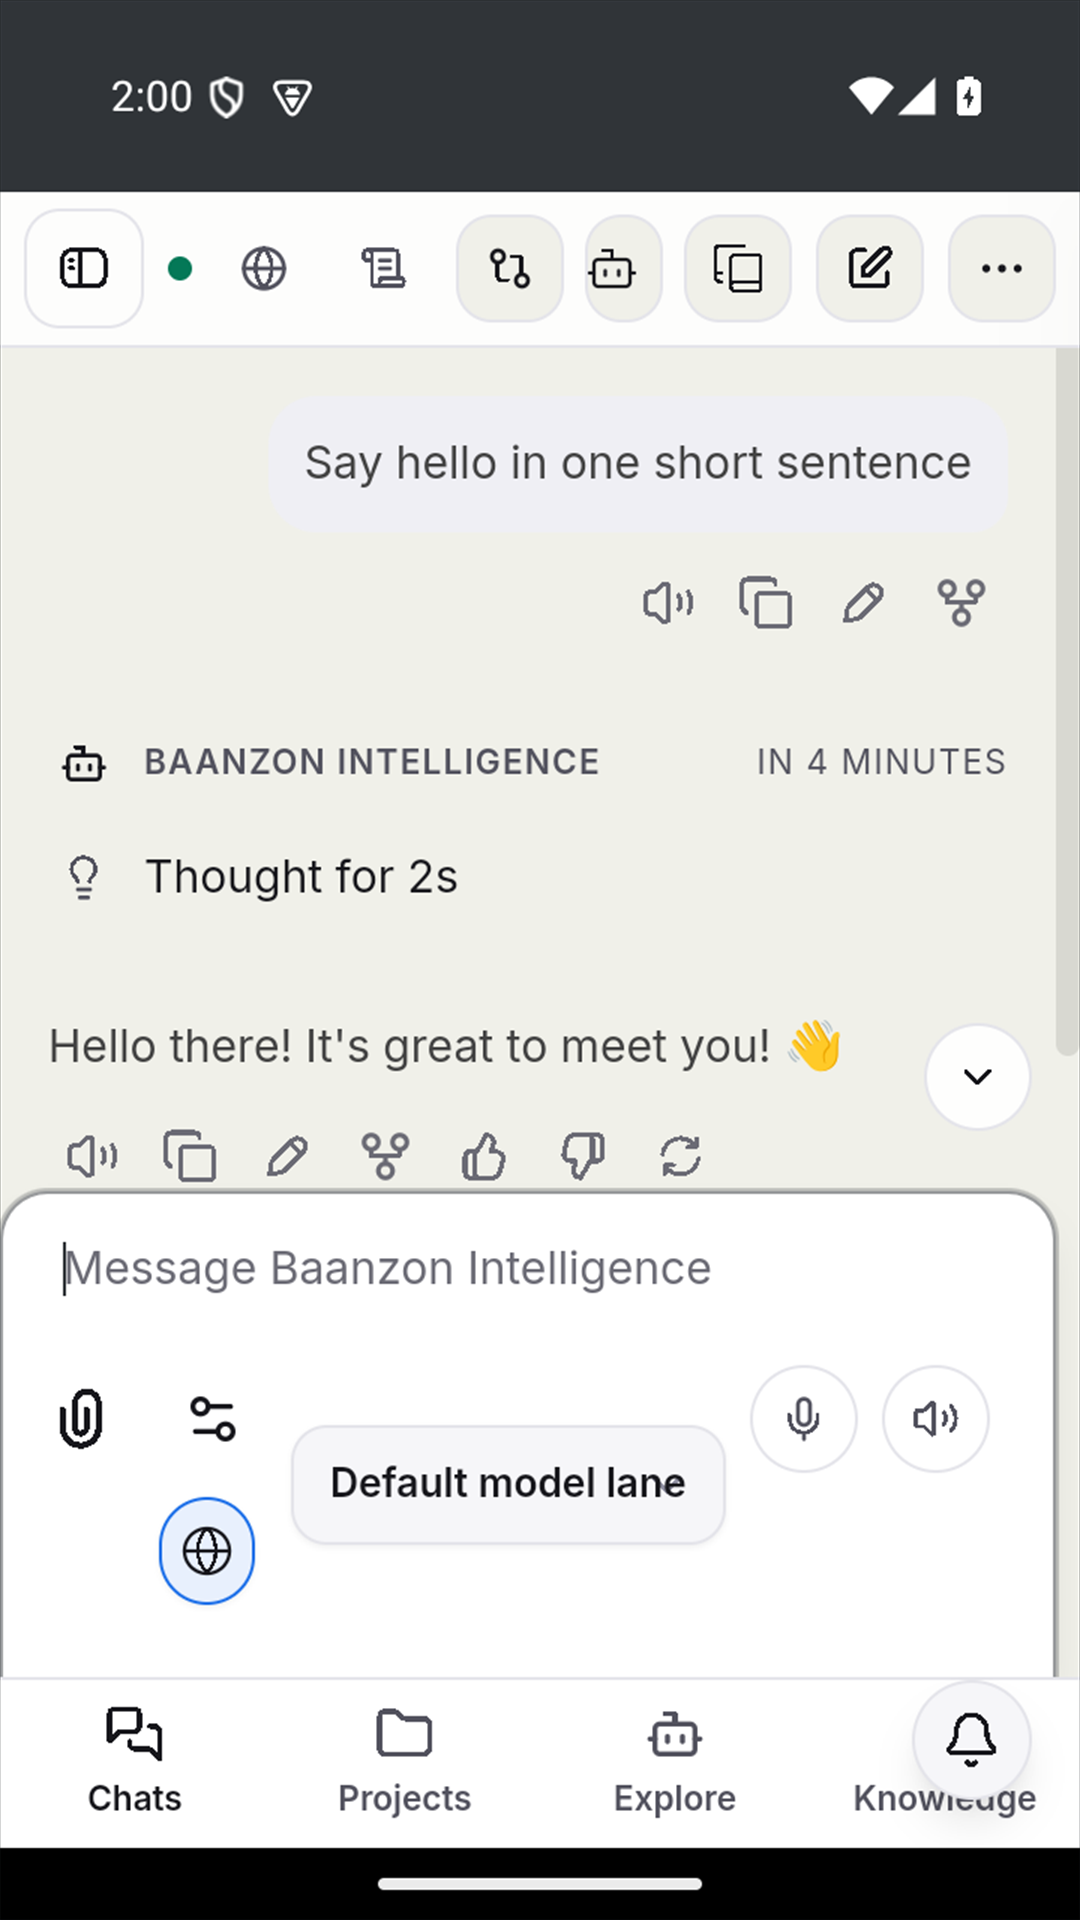 2:00
Say hello in one short sentence
BAANZON INTELLIGENCE IN 4 MINUTES
Thought for 2s
Hello there! It's great to meet you! 👋
Message Baanzon Intelligence
Default model lane
Chats Projects Explore Knowledge